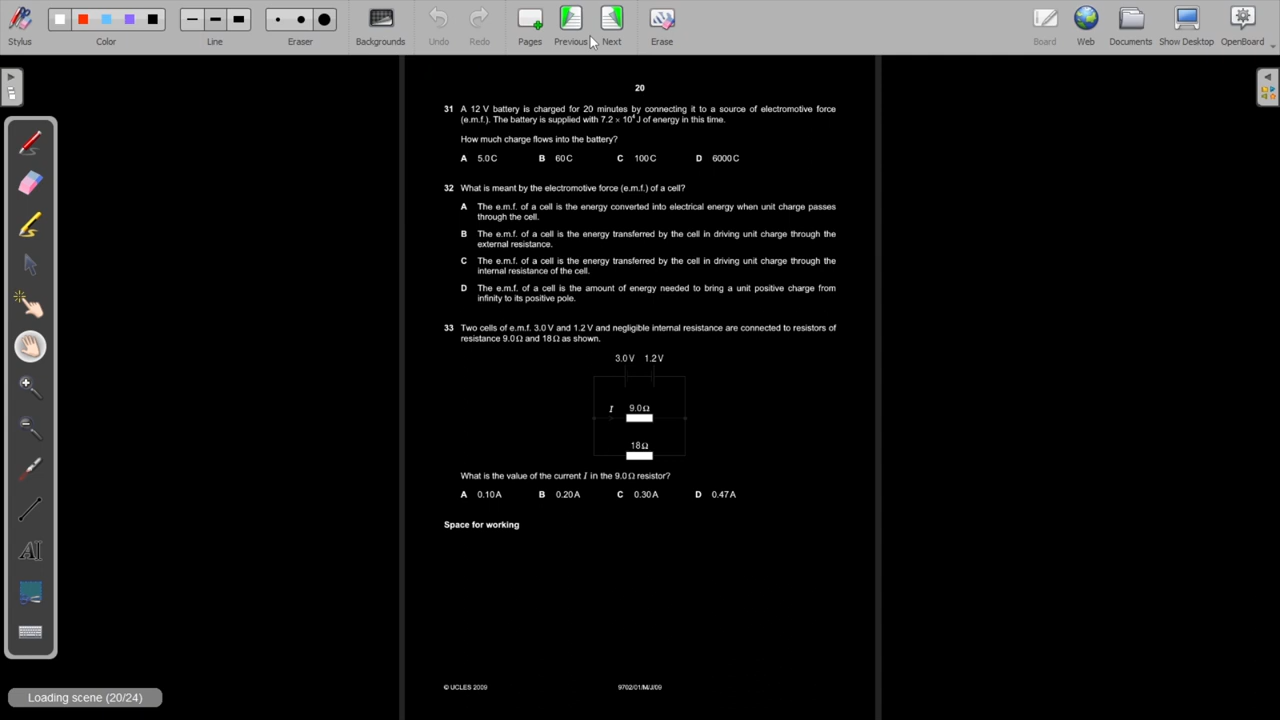 Stylus Color Line Eraser Backgrounds Undo Redo Pages Previous Next Erase Board Web Documents Show Desktop OpenBoard
20
31 A 12 V battery is charged for 20 minutes by connecting it to a source of electromotive force
(e.m.f.). The battery is supplied with 7.2 × 10⁴ J of energy in this time.
How much charge flows into the battery?
A 5.0 C B 60 C C 100 C D 6000 C
32 What is meant by the electromotive force (e.m.f.) of a cell?
A The e.m.f. of a cell is the energy converted into electrical energy when unit charge passes
through the cell.
B The e.m.f. of a cell is the energy transferred by the cell in driving unit charge through the
external resistance.
C The e.m.f. of a cell is the energy transferred by the cell in driving unit charge through the
internal resistance of the cell.
D The e.m.f. of a cell is the amount of energy needed to bring a unit positive charge from
infinity to its positive pole.
33 Two cells of e.m.f. 3.0 V and 1.2 V and negligible internal resistance are connected to resistors of
resistance 9.0 Ω and 18 Ω as shown.
3.0 V 1.2 V
I 9.0 Ω
18 Ω
What is the value of the current I in the 9.0 Ω resistor?
A 0.10 A B 0.20 A C 0.30 A D 0.47 A
Space for working
© UCLES 2009 9702/01/M/J/09
Loading scene (20/24)